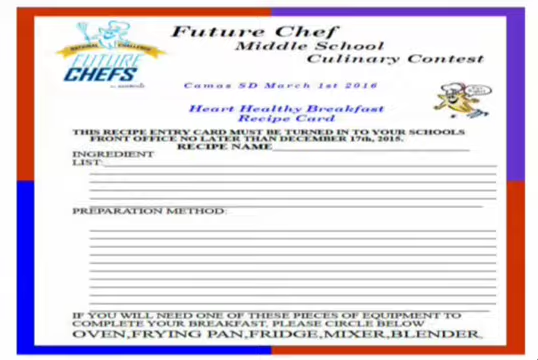 Future Chef
Middle School
Culinary Contest
NATIONAL CHALLENGE
FUTURE
CHEFS
Camas SD March 1st 2016
Heart Healthy Breakfast
Recipe Card
THIS RECIPE ENTRY CARD MUST BE TURNED IN TO YOUR SCHOOLS
FRONT OFFICE NO LATER THAN DECEMBER 17th, 2015.
RECIPE NAME
INGREDIENT
LIST:
PREPARATION METHOD:
IF YOU WILL NEED ONE OF THESE PIECES OF EQUIPMENT TO
COMPLETE YOUR BREAKFAST, PLEASE CIRCLE BELOW
OVEN,FRYING PAN,FRIDGE,MIXER,BLENDER,